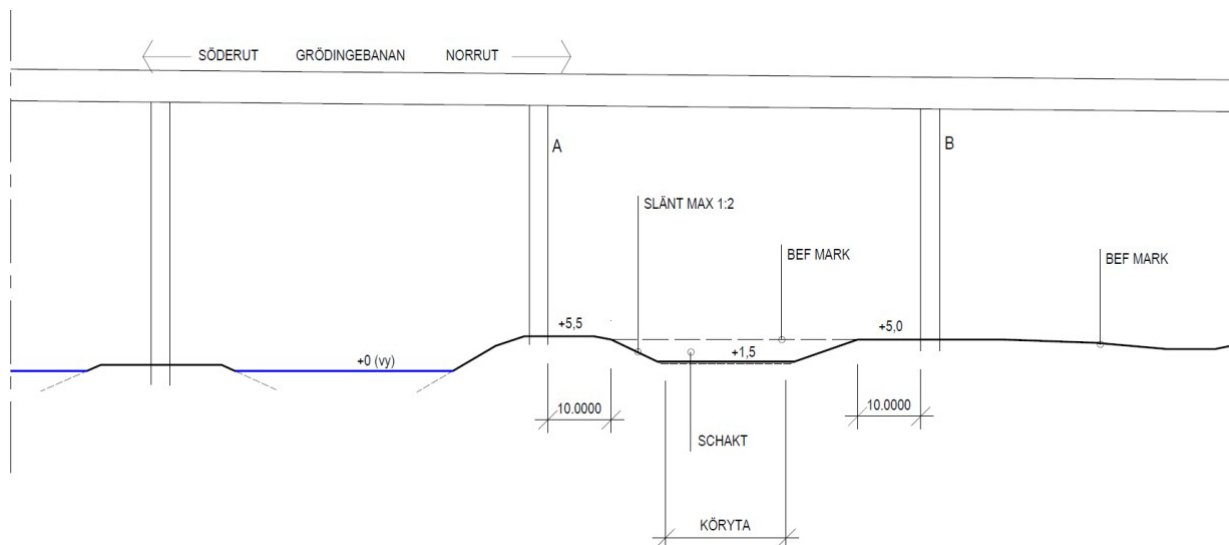 SÖDERUT GRÖDINGEBANAN NORRUT
A
B
SLÄNT MAX 1:2
BEF MARK
BEF MARK
+5,5
+5,0
+1,5
+0 (vy)
10.0000
10.0000
SCHAKT
KÖRYTA